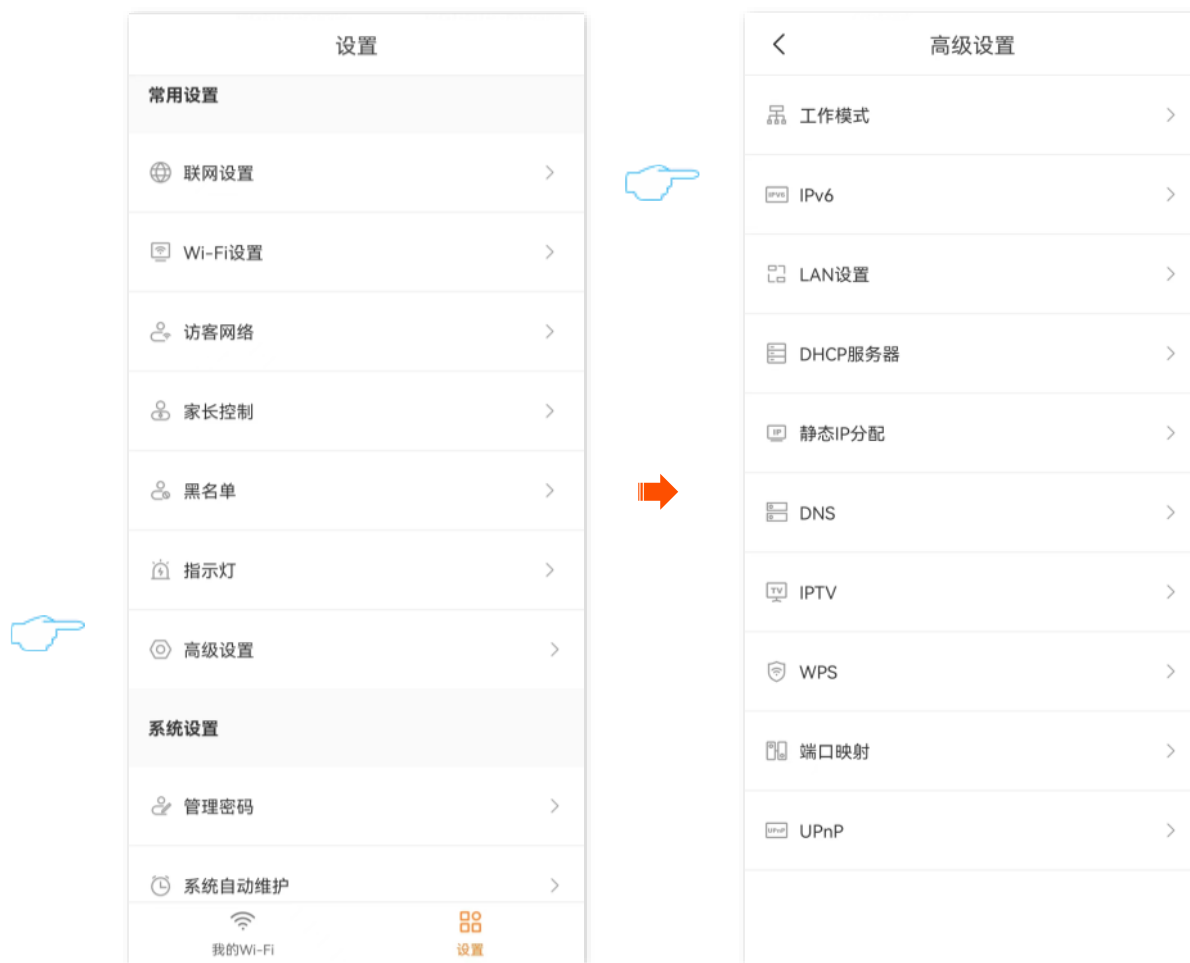 设置
常用设置
联网设置
Wi-Fi设置
访客网络
家长控制
黑名单
指示灯
高级设置
系统设置
管理密码
系统自动维护
我的Wi-Fi
设置
高级设置
工作模式
IPV6 IPv6
LAN设置
DHCP服务器
IP 静态IP分配
DNS
TV IPTV
WPS
端口映射
UPnP UPnP